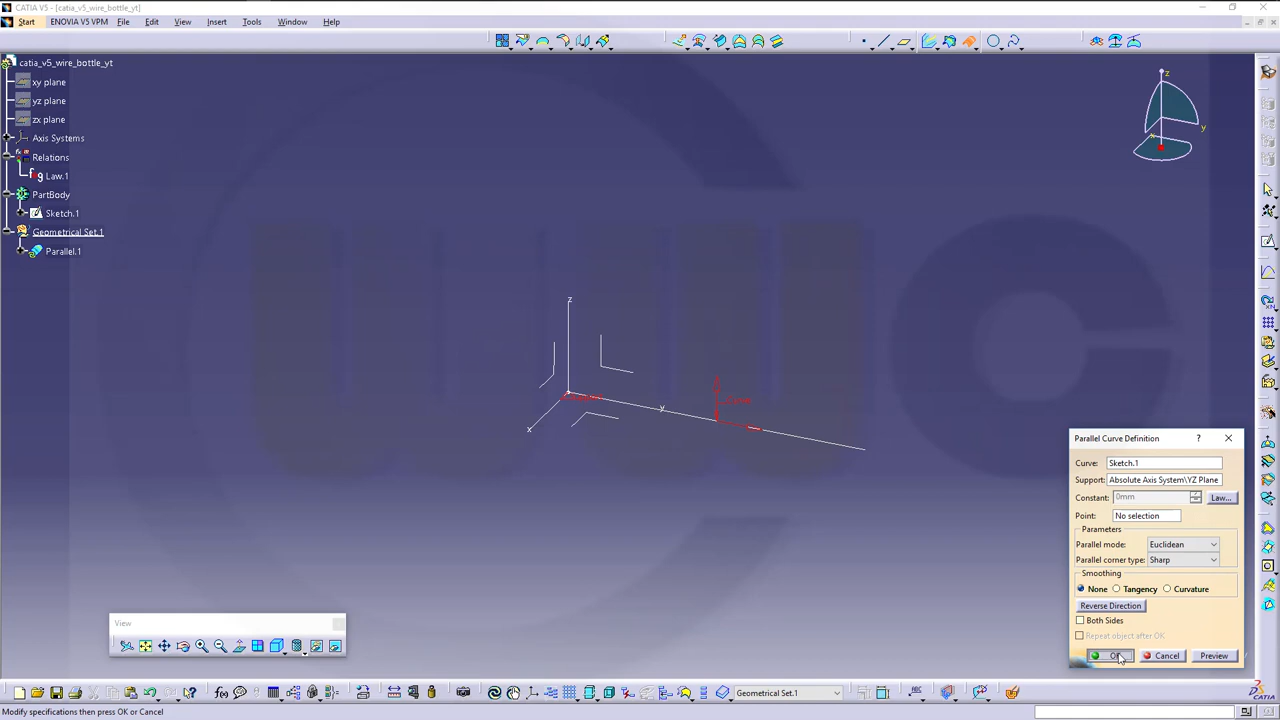 CATIA V5 - [catia_v5_wire_bottle_yt]
Start ENOVIA V5 VPM File Edit View Insert Tools Window Help
catia_v5_wire_bottle_yt
xy plane
yz plane
zx plane
Axis Systems
Relations
Law.1
PartBody
Sketch.1
Geometrical Set.1
Parallel.1
z
y
x
z
y
x
Parallel Curve Definition ? 
Curve: Sketch.1
Support: Absolute Axis System\YZ Plane
Constant: 0mm Law...
Point: No selection
Parameters
Parallel mode: Euclidean
Parallel corner type: Sharp
Smoothing
None Tangency Curvature
Reverse Direction
Both Sides
Repeat object after OK
OK Cancel Preview
View
Geometrical Set.1
Modify specifications then press OK or Cancel
CATIA